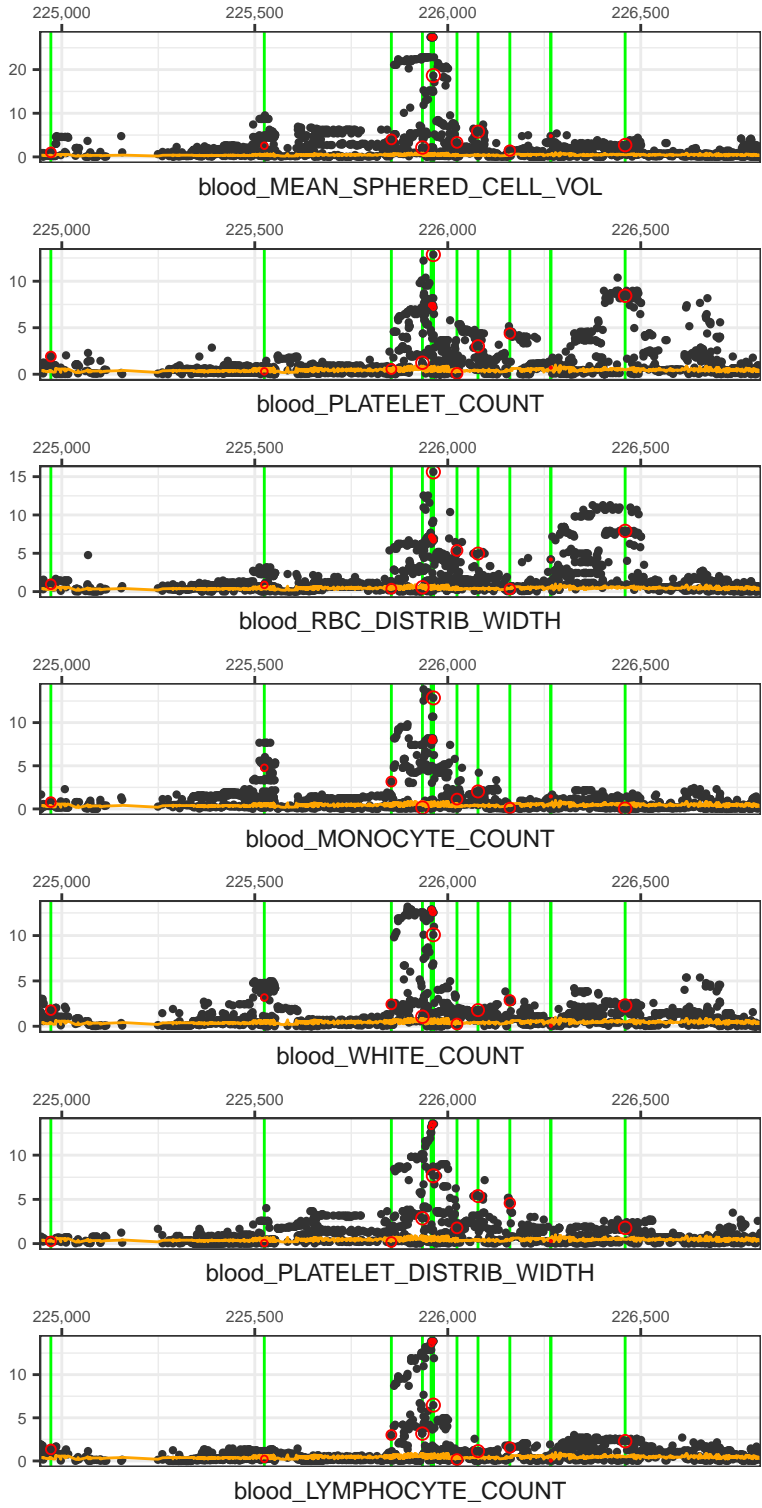 225,000 225,500 226,000 226,500
20
10
0
blood_MEAN_SPHERED_CELL_VOL
225,000 225,500 226,000 226,500
10
5
0
blood_PLATELET_COUNT
225,000 225,500 226,000 226,500
15
10
5
0
blood_RBC_DISTRIB_WIDTH
225,000 225,500 226,000 226,500
10
5
0
blood_MONOCYTE_COUNT
225,000 225,500 226,000 226,500
10
5
0
blood_WHITE_COUNT
225,000 225,500 226,000 226,500
10
5
0
blood_PLATELET_DISTRIB_WIDTH
225,000 225,500 226,000 226,500
10
5
0
blood_LYMPHOCYTE_COUNT